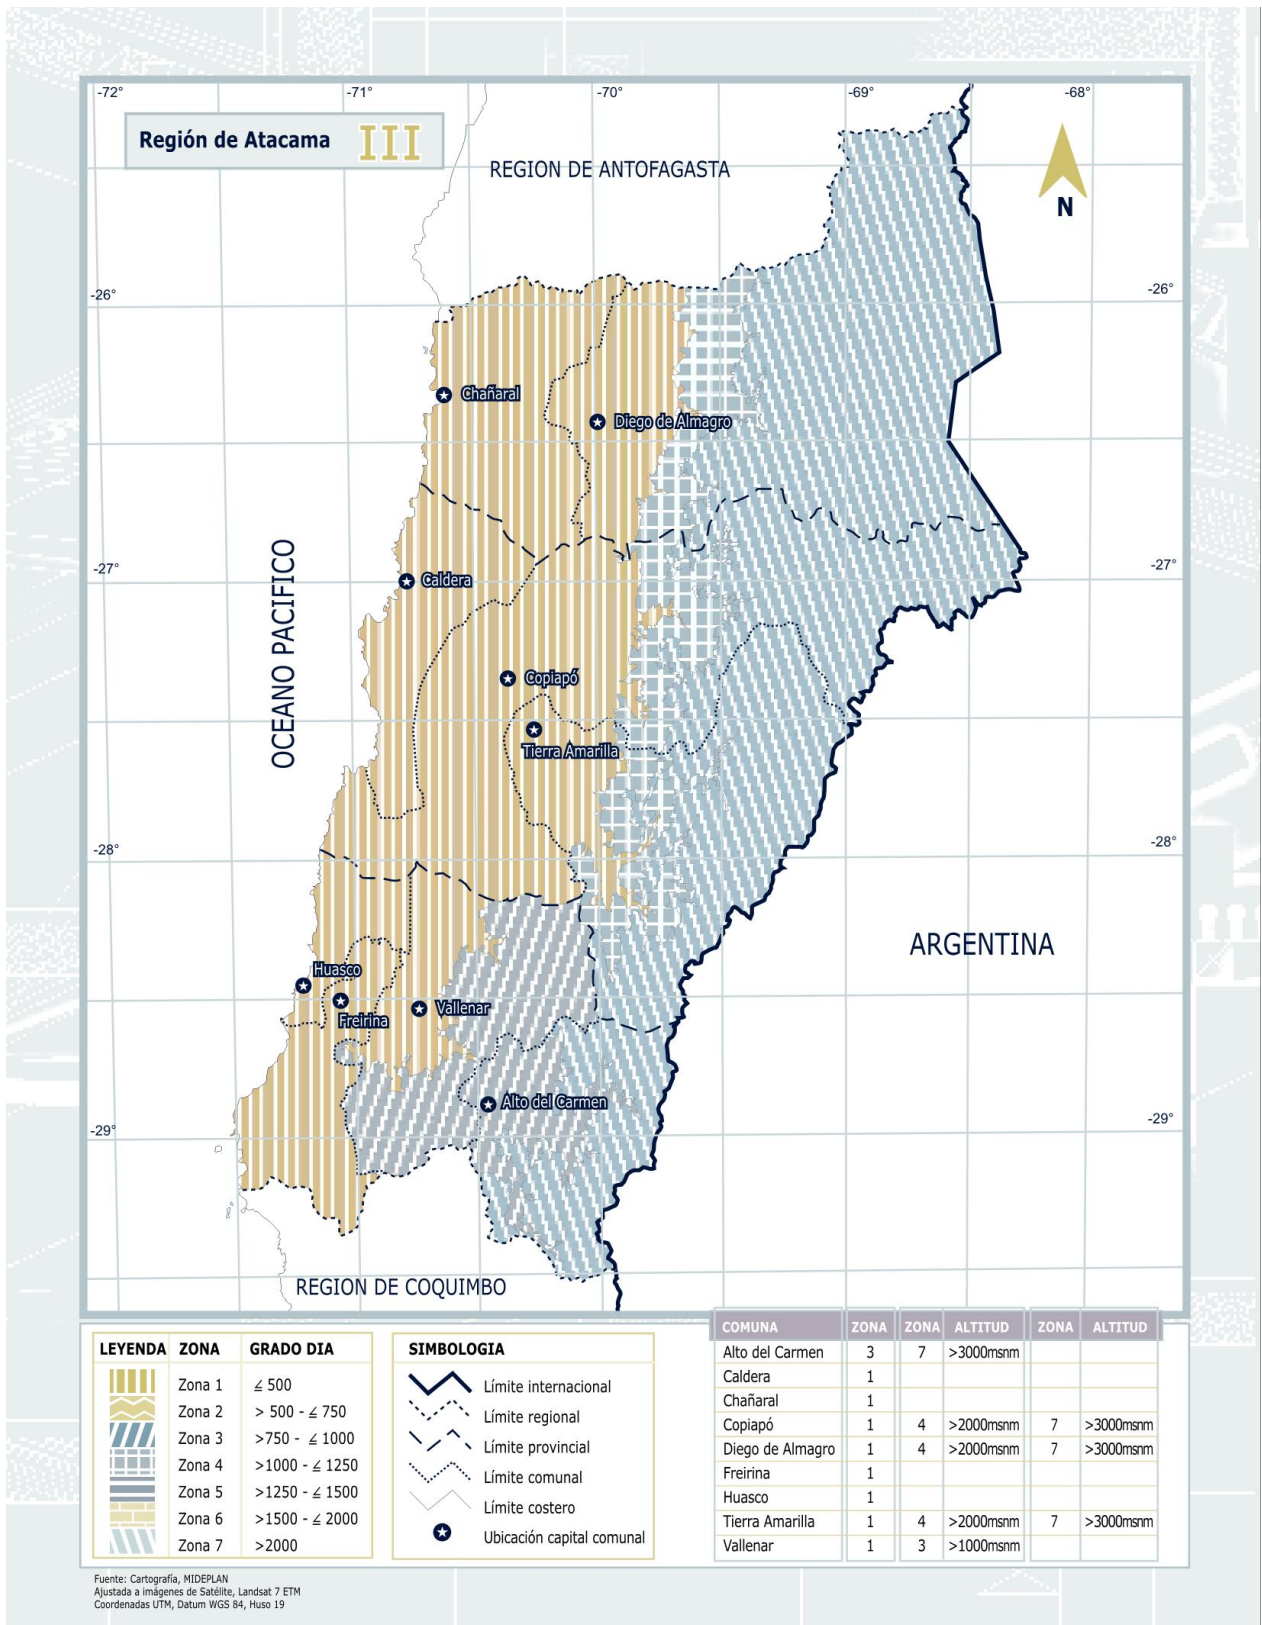 -72°
-71°
-70°
-69°
-68°
Región de Atacama III
REGION DE ANTOFAGASTA
N
-26°
-26°
Chañaral
Diego de Almagro
OCEANO PACIFICO
-27°
-27°
Caldera
Copiapó
Tierra Amarilla
-28°
-28°
ARGENTINA
Huasco
Freirina
Vallenar
Alto del Carmen
-29°
-29°
REGION DE COQUIMBO
LEYENDA ZONA GRADO DIA
Zona 1 ≤ 500
Zona 2 > 500 - ≤ 750
Zona 3 >750 - ≤ 1000
Zona 4 >1000 - ≤ 1250
Zona 5 >1250 - ≤ 1500
Zona 6 >1500 - ≤ 2000
Zona 7 >2000
SIMBOLOGIA
Límite internacional
Límite regional
Límite provincial
Límite comunal
Límite costero
Ubicación capital comunal
COMUNA ZONA ZONA ALTITUD ZONA ALTITUD
Alto del Carmen 3 7 >3000msnm
Caldera 1
Chañaral 1
Copiapó 1 4 >2000msnm 7 >3000msnm
Diego de Almagro 1 4 >2000msnm 7 >3000msnm
Freirina 1
Huasco 1
Tierra Amarilla 1 4 >2000msnm 7 >3000msnm
Vallenar 1 3 >1000msnm
Fuente: Cartografía, MIDEPLAN
Ajustada a imágenes de Satélite, Landsat 7 ETM
Coordenadas UTM, Datum WGS 84, Huso 19